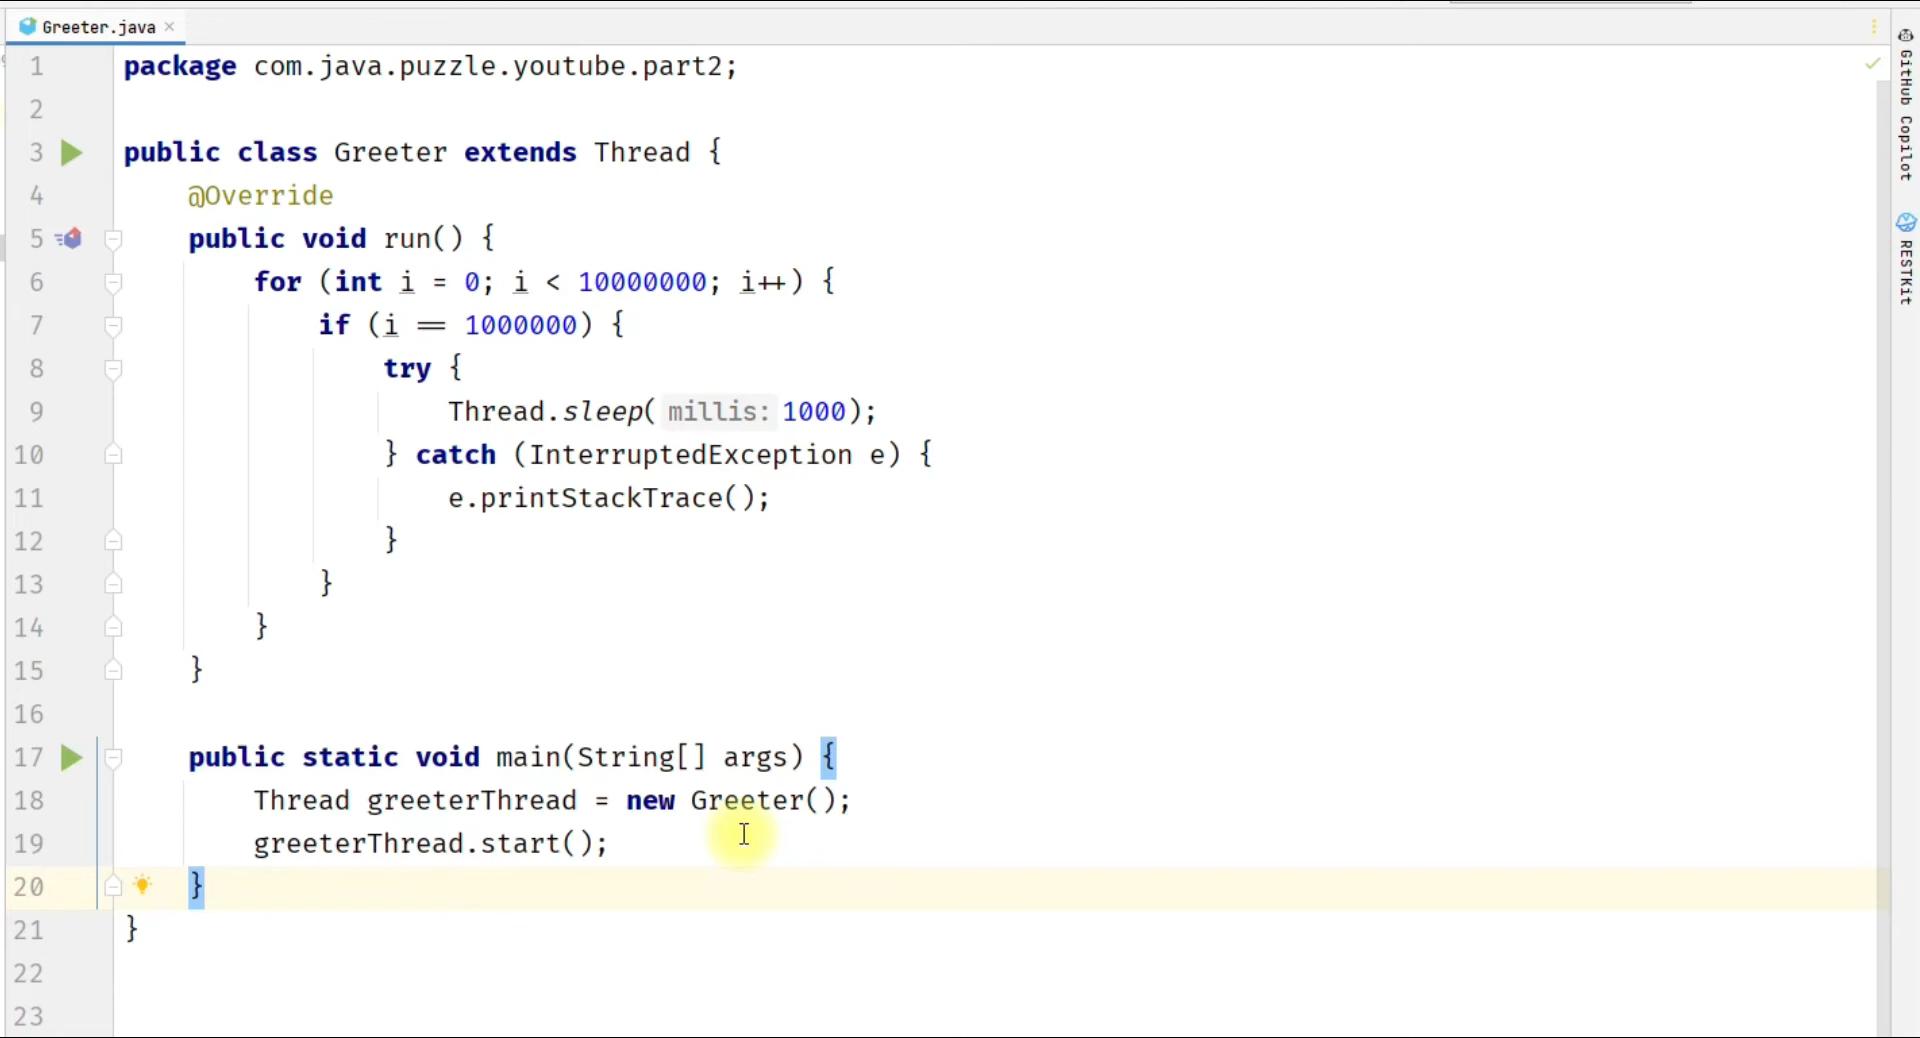 Greeter.java
1 package com.java.puzzle.youtube.part2;
2
3 public class Greeter extends Thread {
4 @Override
5 public void run() {
6 for (int i = 0; i < 10000000; i++) {
7 if (i == 1000000) {
8 try {
9 Thread.sleep( millis: 1000);
10 } catch (InterruptedException e) {
11 e.printStackTrace();
12 }
13 }
14 }
15 }
16
17 public static void main(String[] args) {
18 Thread greeterThread = new Greeter();
19 greeterThread.start();
20 }
21 }
22
23
GitHub Copilot
RESTKit